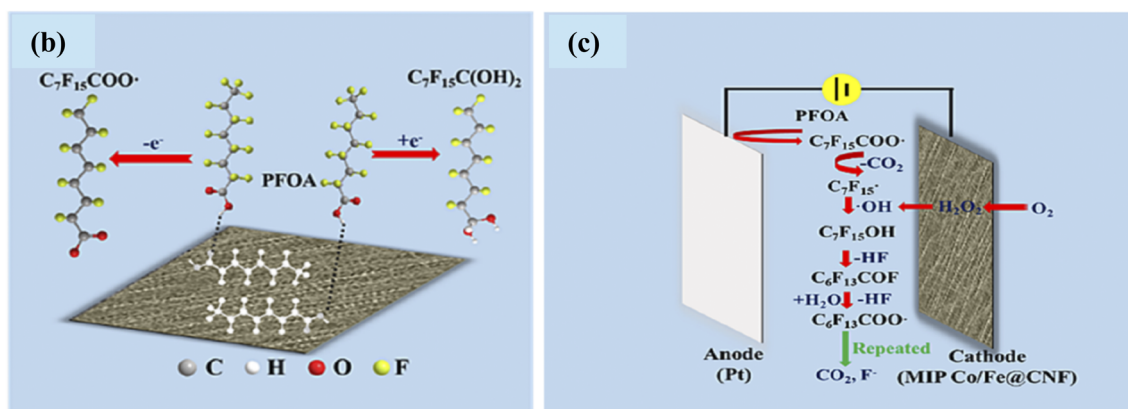 (b)
C₇F₁₅COO·
C₇F₁₅C(OH)₂
-e⁻
+e⁻
PFOA
C H O F
(c)
PFOA
C₇F₁₅COO·
-CO₂
C₇F₁₅·
·OH H₂O₂ O₂
C₇F₁₅OH
-HF
C₆F₁₃COF
+H₂O -HF
C₆F₁₃COO·
Repeated
CO₂, F⁻
Anode
(Pt)
Cathode
(MIP Co/Fe@CNF)